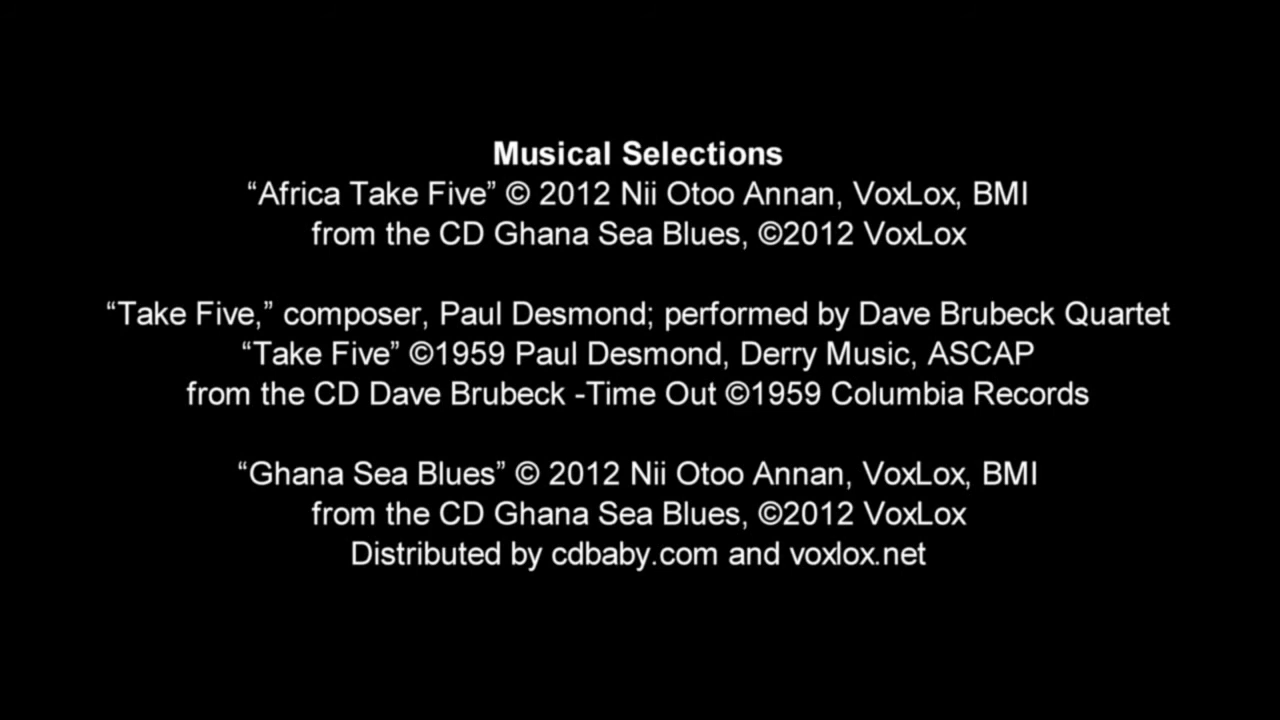 Musical Selections
“Africa Take Five” © 2012 Nii Otoo Annan, VoxLox, BMI
from the CD Ghana Sea Blues, ©2012 VoxLox
“Take Five,” composer, Paul Desmond; performed by Dave Brubeck Quartet
“Take Five” ©1959 Paul Desmond, Derry Music, ASCAP
from the CD Dave Brubeck -Time Out ©1959 Columbia Records
“Ghana Sea Blues” © 2012 Nii Otoo Annan, VoxLox, BMI
from the CD Ghana Sea Blues, ©2012 VoxLox
Distributed by cdbaby.com and voxlox.net